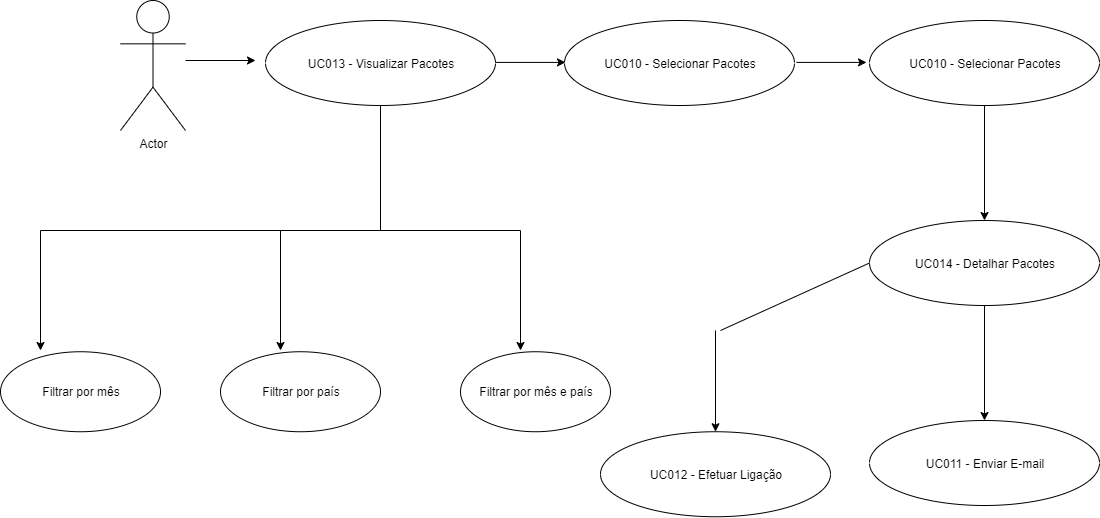 UC013 - Visualizar Pacotes
UC010 - Selecionar Pacotes
UC010 - Selecionar Pacotes
Actor
UC014 - Detalhar Pacotes
Filtrar por mês
Filtrar por país
Filtrar por mês e país
UC012 - Efetuar Ligação
UC011 - Enviar E-mail